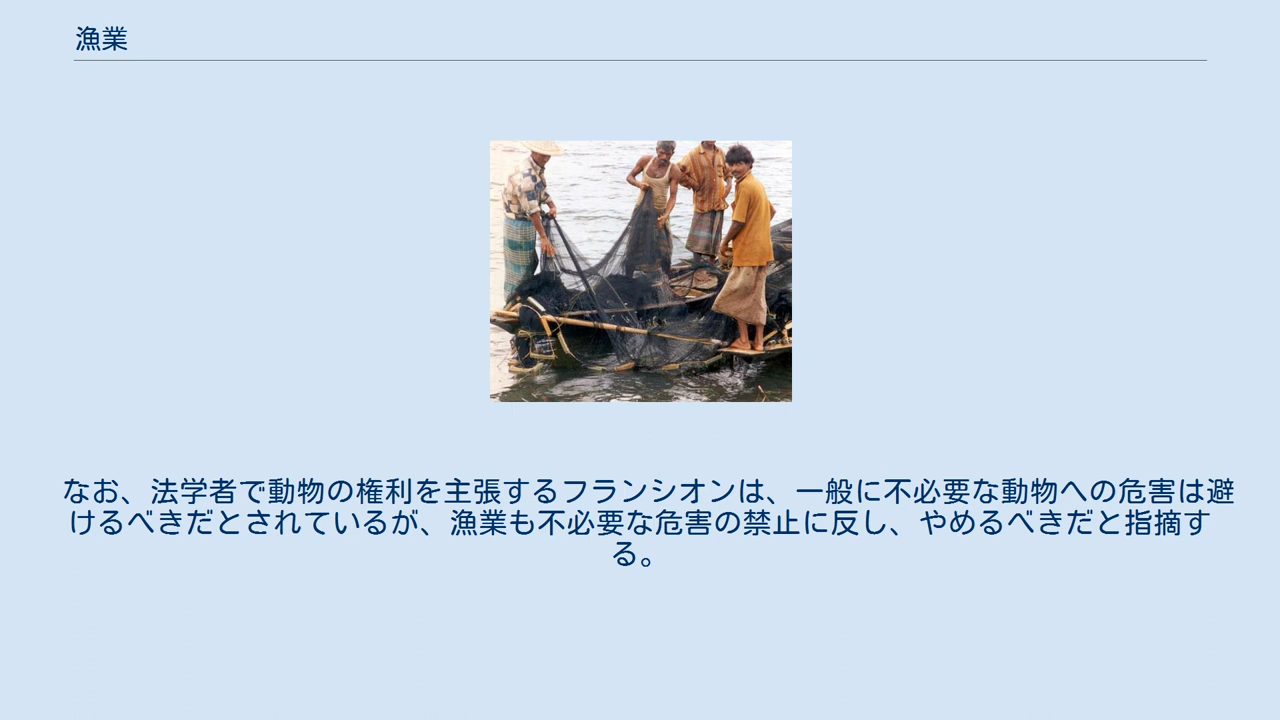 漁業
なお、法学者で動物の権利を主張するフランシオンは、一般に不必要な動物への危害は避
けるべきだとされているが、漁業も不必要な危害の禁止に反し、やめるべきだと指摘す
る。